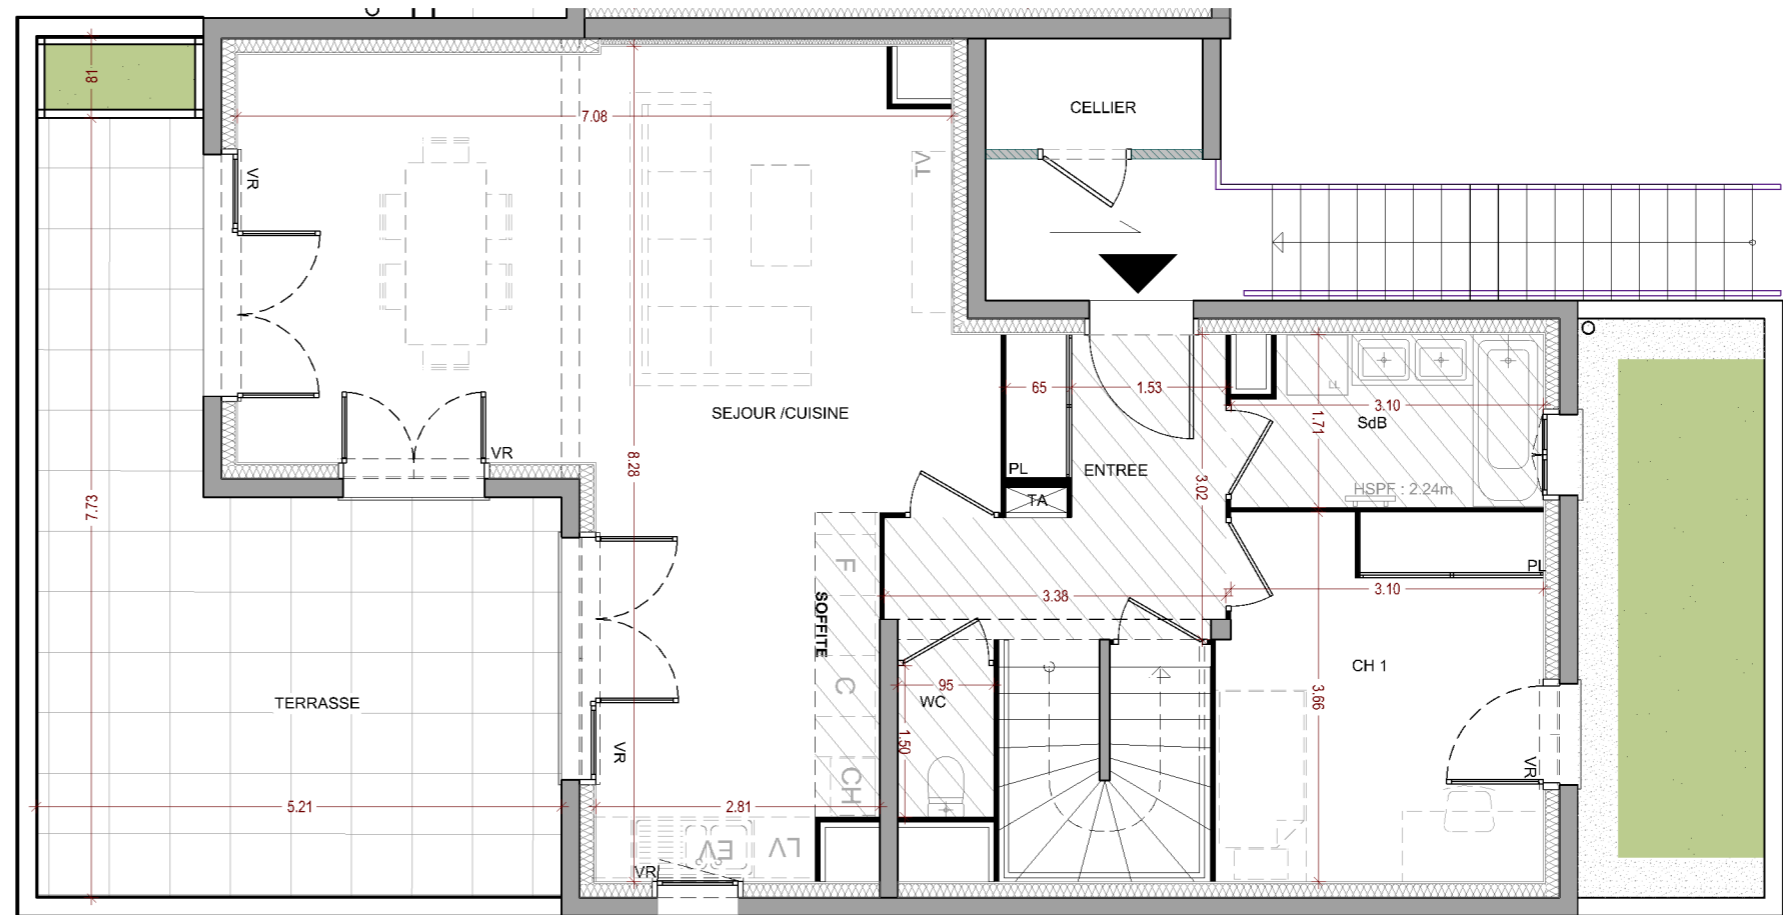 81
7.08
CELLIER
VR
TV
65
1.53
LL
3.10
SdB
1.71
SEJOUR /CUISINE
VR
8.28
PL
ENTREE
3.02
HSPF : 2.24m
TA
7.73
F
SOFFITE
3.38
PL
3.10
C
WC
95
CH 1
3.66
TERRASSE
1.50
VR
VR
CH
5.21
2.81
EV
LV
VR